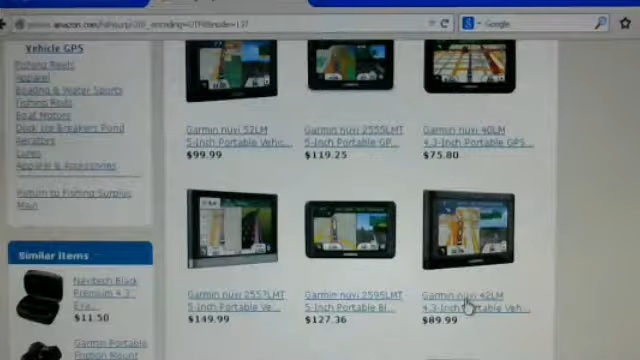 Google
Vehicle GPS
Fishing Reels
Apparel
Boating & Water Sports
Fishing Rods
Boat Motors
Dock Ice Breakers Pond
Aerators
Lures
Apparel & Accessories
Return to Fishing Surplus
Main
Similar Items
Navitech Black
Premium 4.3
$11.50
Garmin Portable
Friction Mount
Garmin nuvi 52LM
5-Inch Portable Vehic...
$99.99
Garmin nuvi 2555LMT
5-Inch Portable GP...
$119.25
Garmin nuvi 40LM
4.3-Inch Portable GPS...
$75.80
Garmin nuvi 2557LMT
5-Inch Portable Ve...
$149.99
Garmin nuvi 2595LMT
5-Inch Portable Bl...
$127.36
Garmin nuvi 42LM
4.3-Inch Portable Veh...
$89.99